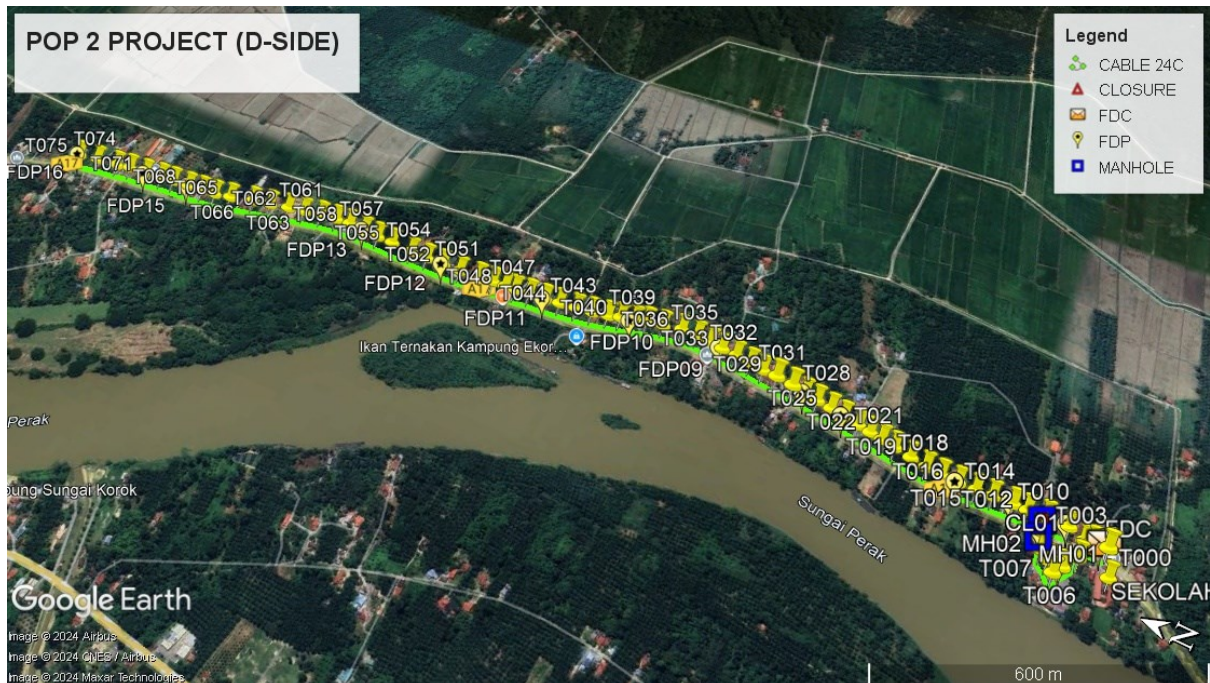 POP 2 PROJECT (D-SIDE)
Legend
CABLE 24C
CLOSURE
FDC
FDP
MANHOLE
T075
T074
FDP16
A17
T071
T068
FDP15
T065
T066
T062
T061
T063
T058
T057
FDP13
T055
T054
T052
T051
FDP12
T048
T047
T044
T043
FDP11
T040
T039
Ikan Ternakan Kampung Ekor...
FDP10
T036
T035
T033
T032
FDP09
T029
T031
T028
T025
T022
T021
T019
T018
T016
T014
T015
T012
T010
CL01
T003
FDC
MH02
MH01
T000
T007
T006
SEKOLAH
Perak
Sungai Korok
Sungai Perak
Google Earth
Image © 2024 Airbus
Image © 2024 CNES / Airbus
Image © 2024 Maxar Technologies
600 m
N